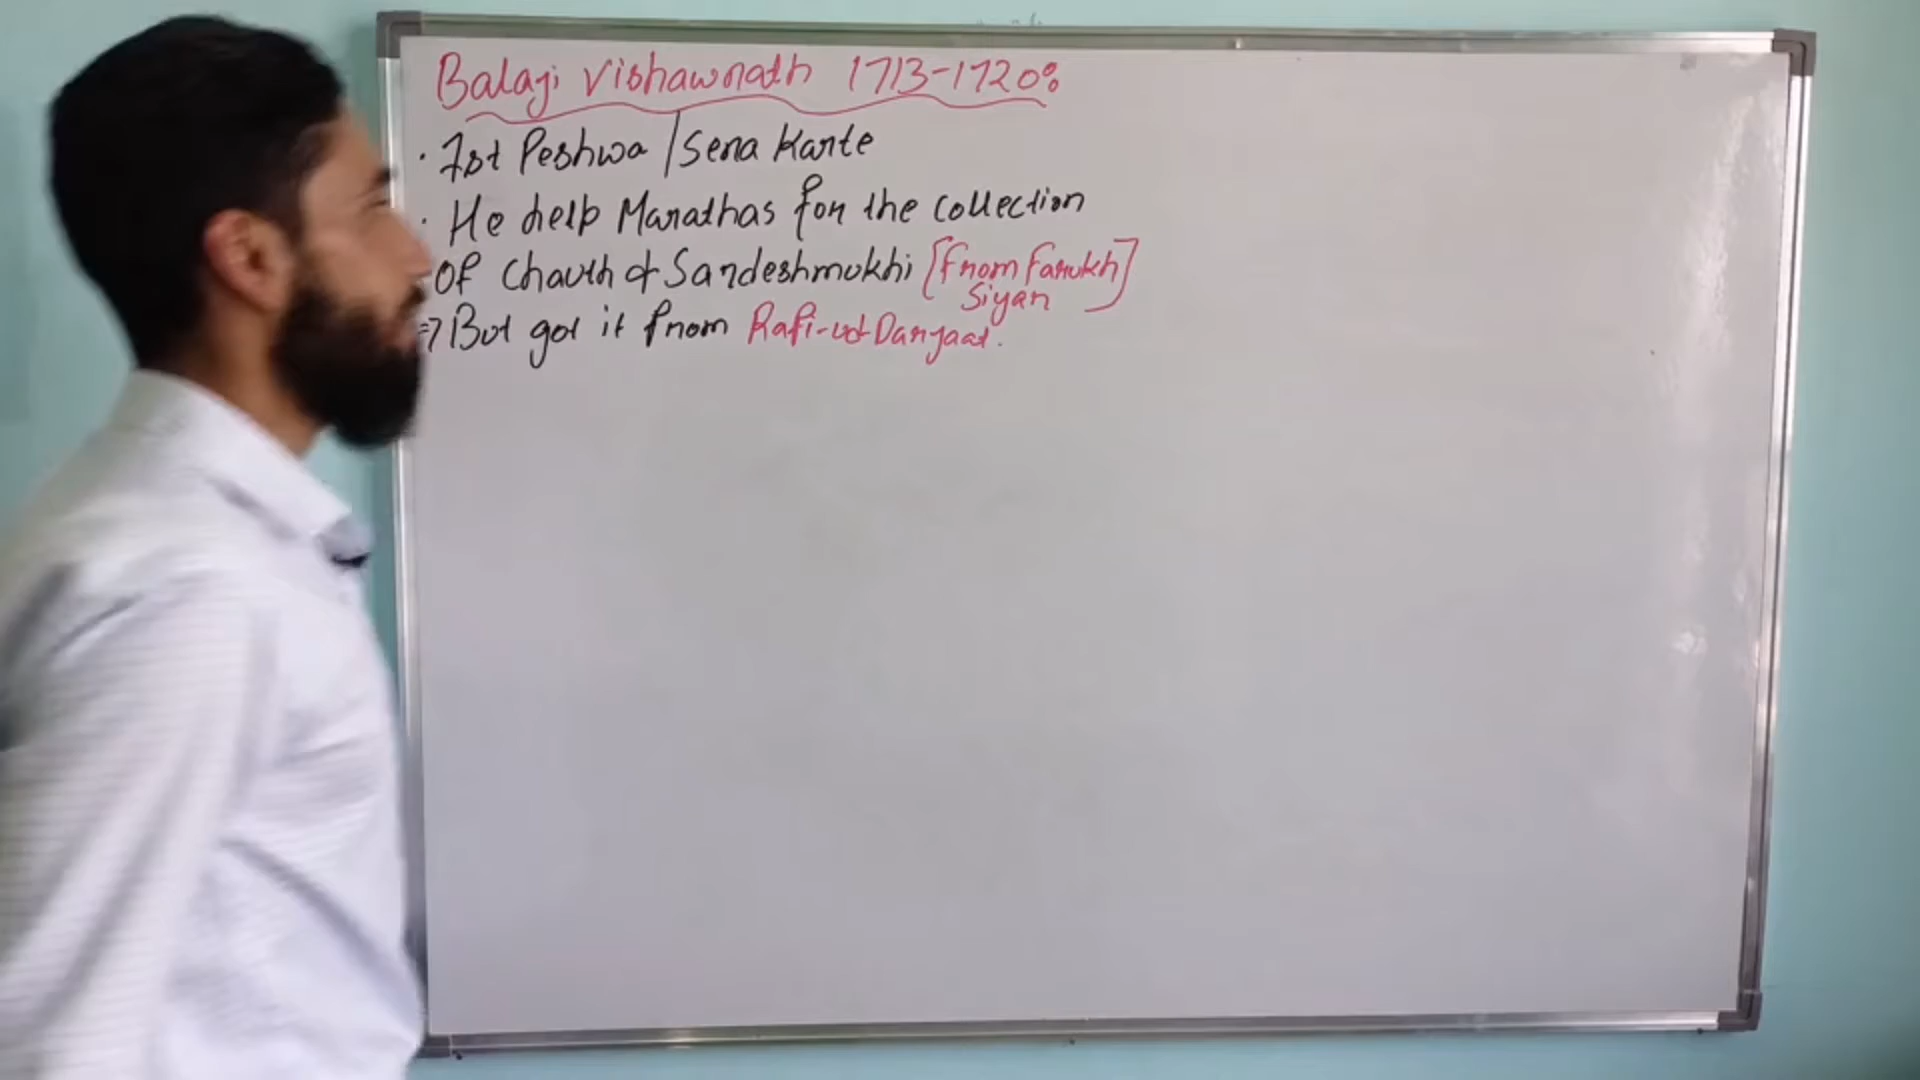 Balaji Vishawnath 1713-1720:
· 1st Peshwa / Sena Karte
· He help Marathas for the collection
of Chauth & Sardeshmukhi [from Farukh
Siyar]
⇒ But got it from Rafi-ud-Darjaat.